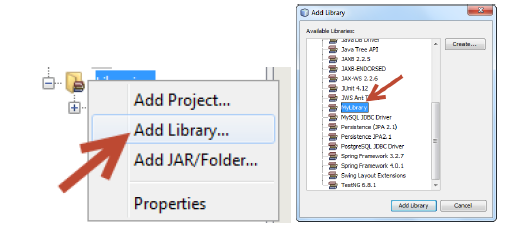 Add Project...
Add Library...
Add JAR/Folder...
Properties
Add Library
Available Libraries:
Java DB Driver
Java Tree API
JAXB 2.2.5
JAXB-ENDORSED
JAX-WS 2.2.6
JUnit 4.12
JWS Ant
MyLibrary
MySQL JDBC Driver
Persistence (JPA 2.1)
Persistence JPA2.1
PostgreSQL JDBC Driver
Spring Framework 3.2.7
Spring Framework 4.0.1
Swing Layout Extensions
TestNG 6.8.1
Create...
Add Library
Cancel